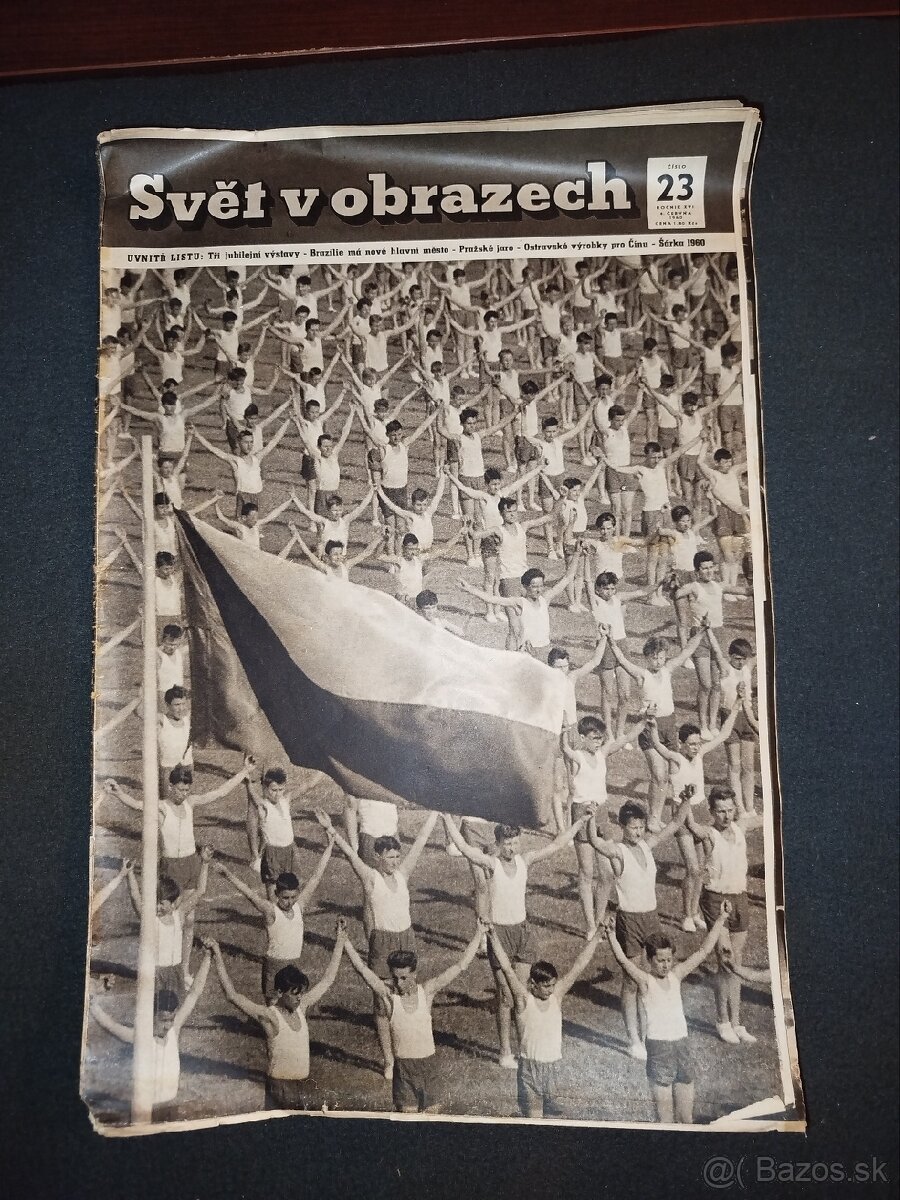 Svět v obrazech
ČÍSLO
23
ROČNÍK XVI
4. ČERVNA
1960
CENA 1.80 Kčs
UVNITŘ LISTU: Tři jubilejní výstavy - Brazílie má nové hlavní město - Pražské jaro - Ostravské výrobky pro Čínu - Šérka 1960
@( Bazos.sk